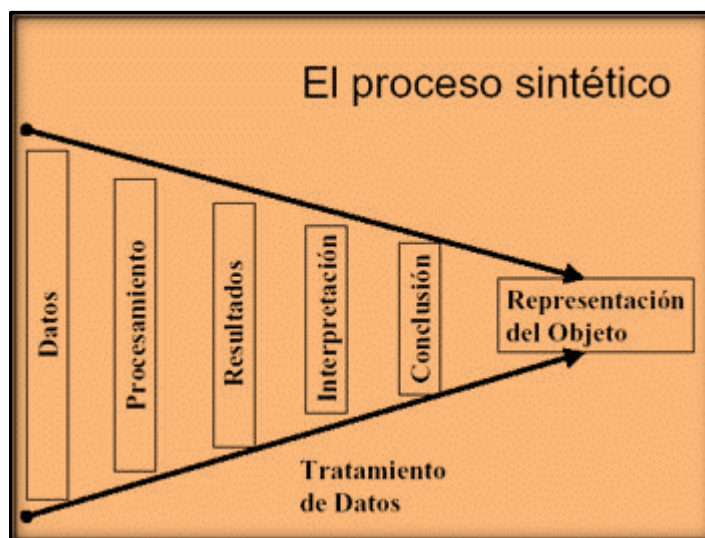 El proceso sintético
Datos
Procesamiento
Resultados
Interpretación
Conclusión
Representación
del Objeto
Tratamiento
de Datos